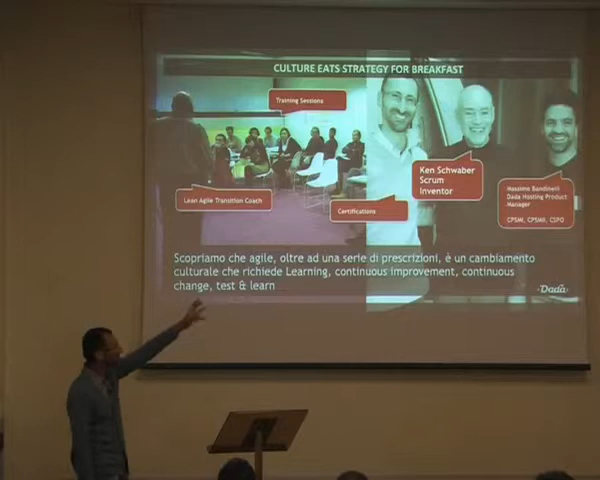 CULTURE EATS STRATEGY FOR BREAKFAST
Training Sessions
Ken Schwaber
Scrum
Inventor
Massimo Bandinelli
Dada Hosting Product
Manager
CPSMI, CPSMII, CSPO
Lean Agile Transition Coach
Certifications
Scopriamo che agile, oltre ad una serie di prescrizioni, è un cambiamento
culturale che richiede Learning, continuous improvement, continuous
change, test & learn
·Dada·